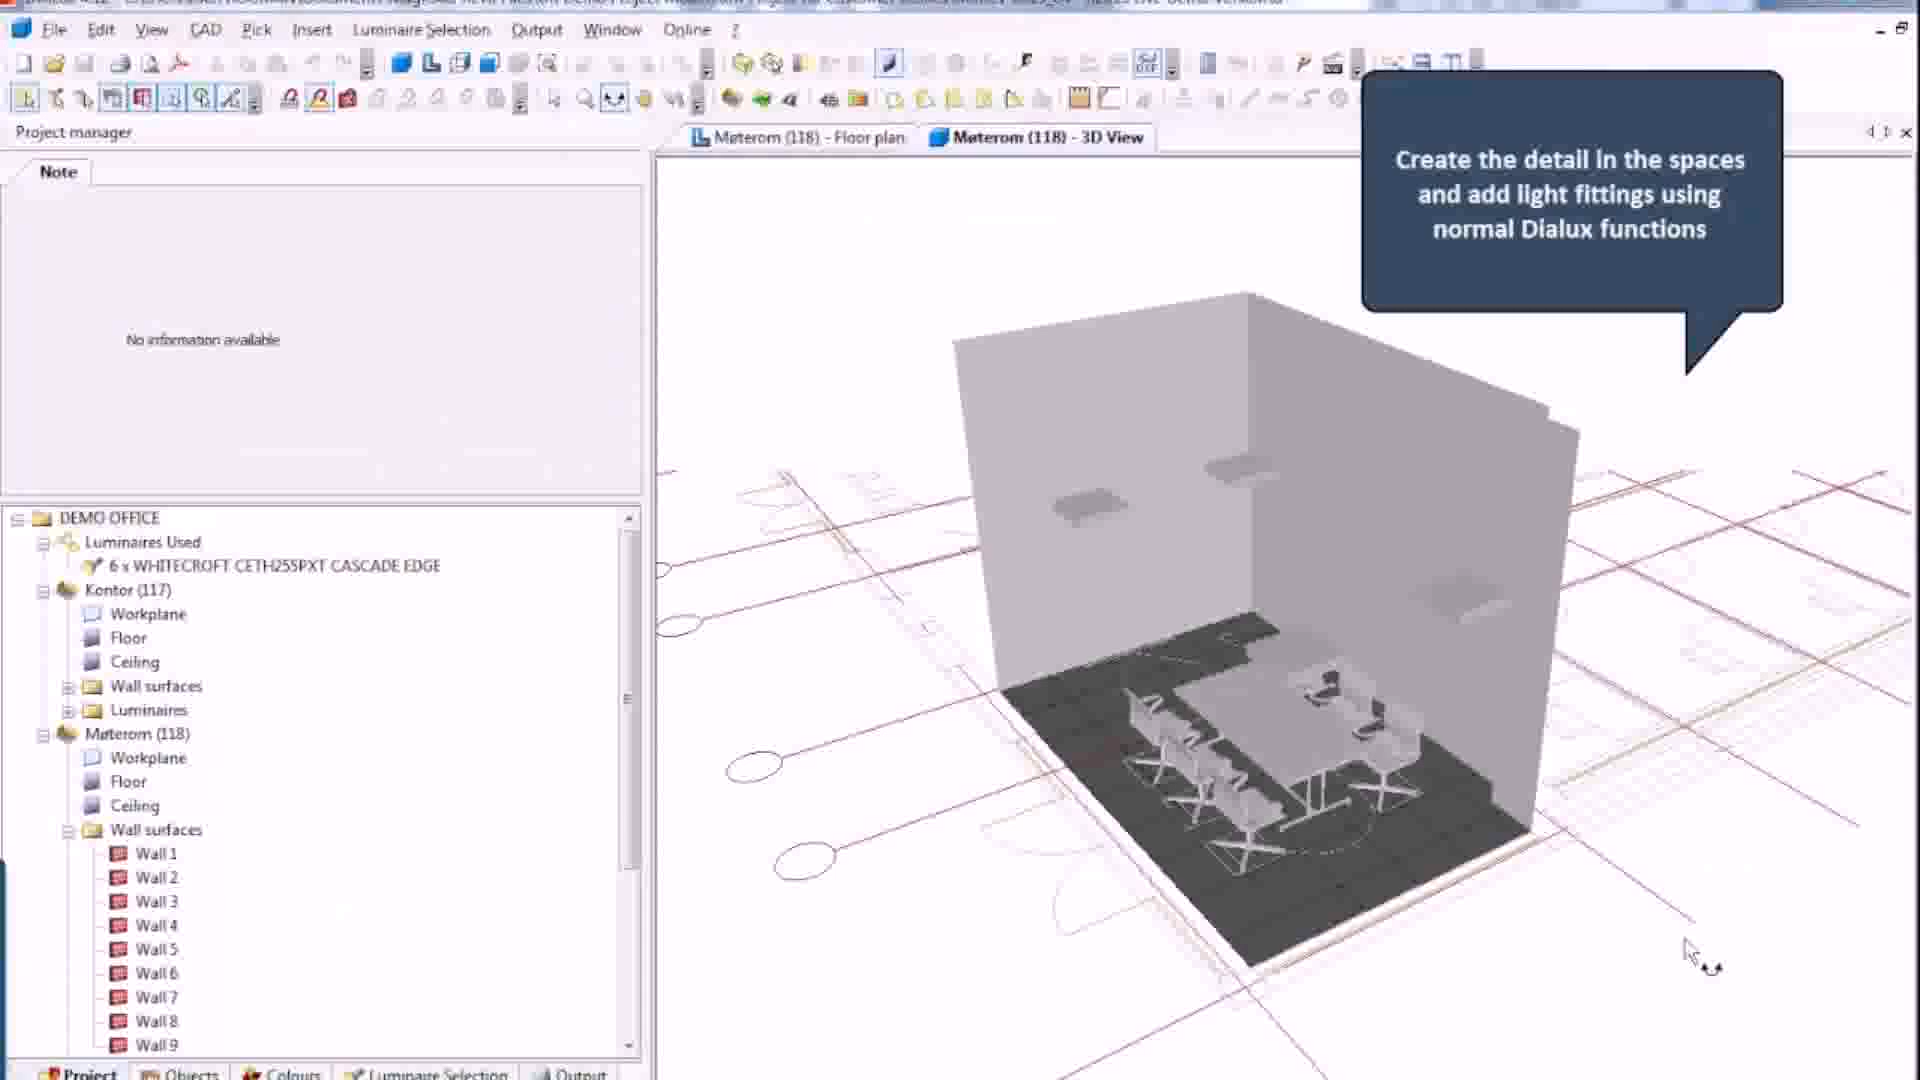 File Edit View CAD Pick Insert Luminaire Selection Output Window Online ?
Project manager
Møterom (118) - Floor plan
Møterom (118) - 3D View
Note
No information available
Create the detail in the spaces
and add light fittings using
normal Dialux functions
DEMO OFFICE
Luminaires Used
6 x WHITECROFT CETH255PXT CASCADE EDGE
Kontor (117)
Workplane
Floor
Ceiling
Wall surfaces
Luminaires
Møterom (118)
Workplane
Floor
Ceiling
Wall surfaces
Wall 1
Wall 2
Wall 3
Wall 4
Wall 5
Wall 6
Wall 7
Wall 8
Wall 9
Project Objects Colours Luminaire Selection Output